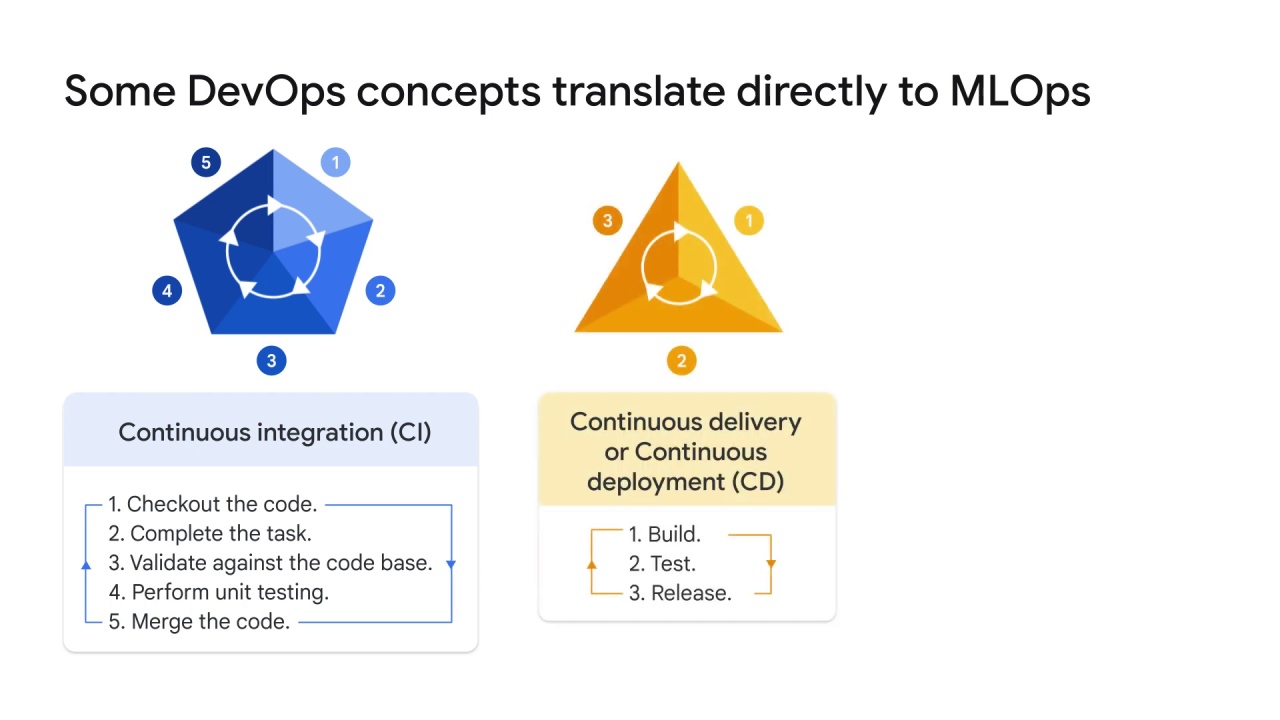 Some DevOps concepts translate directly to MLOps
5
1
4
2
3
3
1
2
Continuous integration (CI)
1. Checkout the code.
2. Complete the task.
3. Validate against the code base.
4. Perform unit testing.
5. Merge the code.
Continuous delivery
or Continuous
deployment (CD)
1. Build.
2. Test.
3. Release.